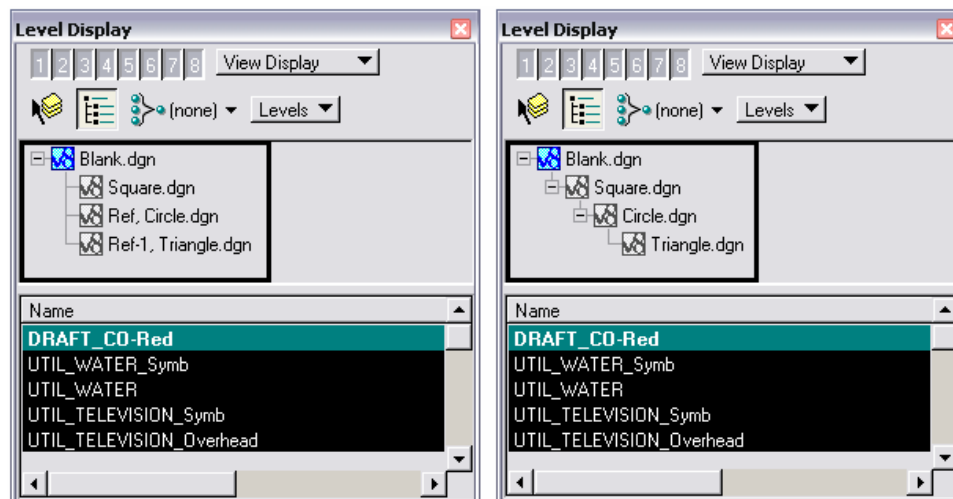 Level Display
1 2 3 4 5 6 7 8 View Display
(none) Levels
Blank.dgn
Square.dgn
Ref, Circle.dgn
Ref-1, Triangle.dgn
Name
DRAFT_CO-Red
UTIL_WATER_Symb
UTIL_WATER
UTIL_TELEVISION_Symb
UTIL_TELEVISION_Overhead
Level Display
1 2 3 4 5 6 7 8 View Display
(none) Levels
Blank.dgn
Square.dgn
Circle.dgn
Triangle.dgn
Name
DRAFT_CO-Red
UTIL_WATER_Symb
UTIL_WATER
UTIL_TELEVISION_Symb
UTIL_TELEVISION_Overhead